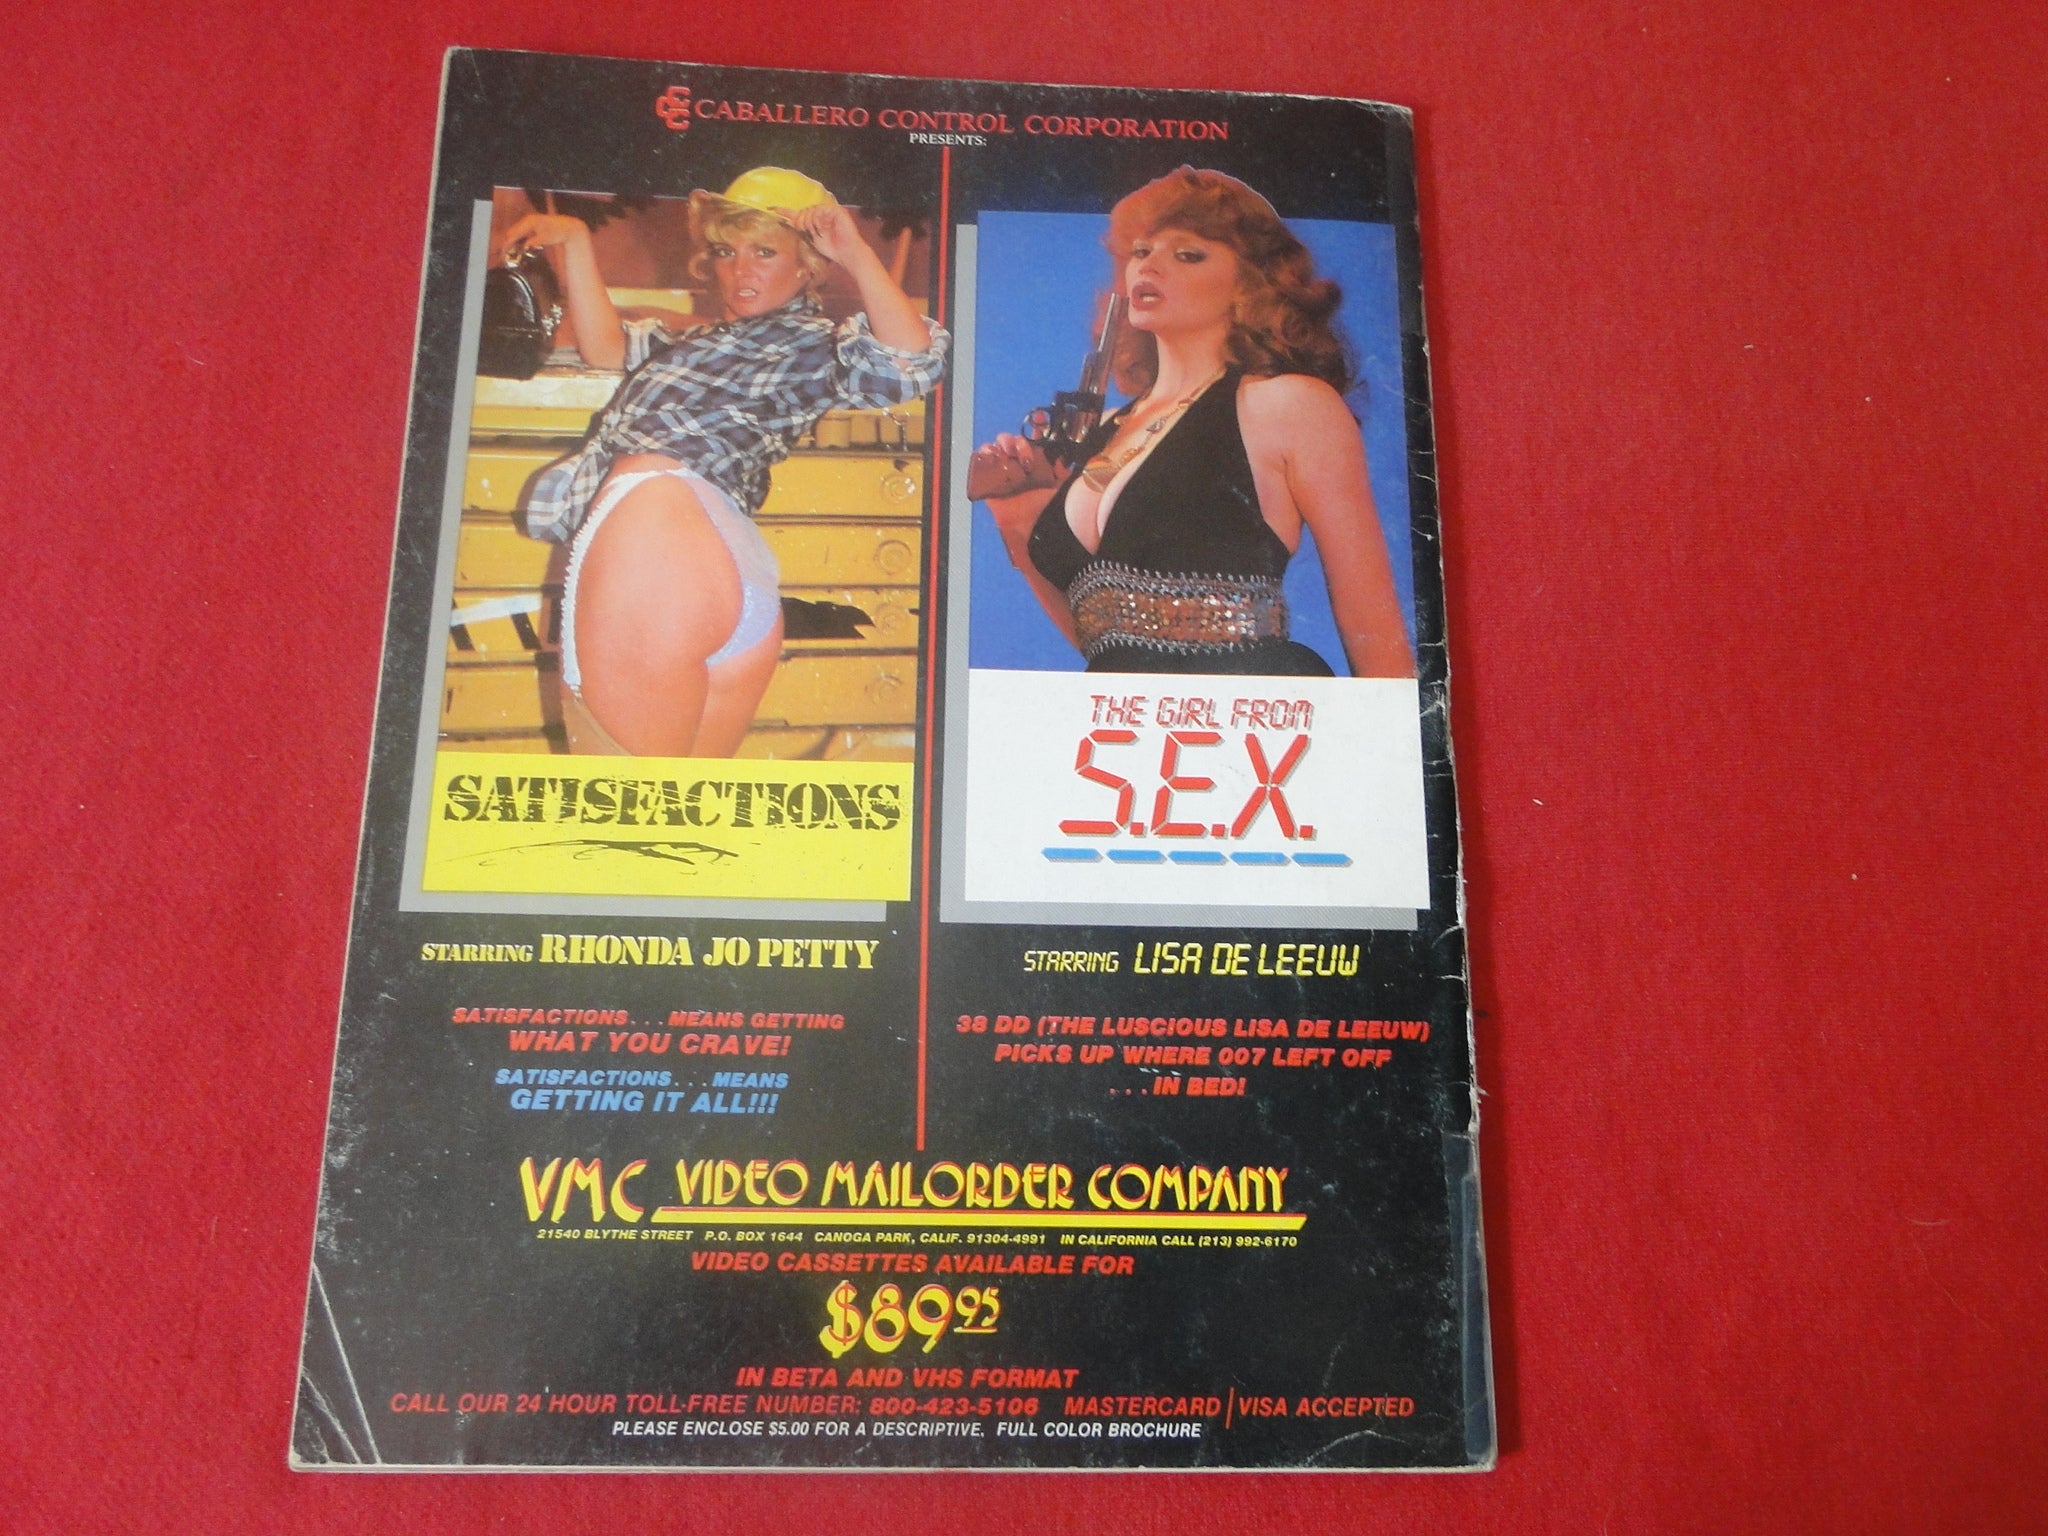 CCC CABALLERO CONTROL CORPORATION
PRESENTS:
SATISFACTIONS
STARRING RHONDA JO PETTY
SATISFACTIONS...MEANS GETTING
WHAT YOU CRAVE!
SATISFACTIONS...MEANS
GETTING IT ALL!!!
THE GIRL FROM
S.E.X.
STARRING LISA DE LEEUW
38 DD (THE LUSCIOUS LISA DE LEEUW)
PICKS UP WHERE 007 LEFT OFF
...IN BED!
VMC VIDEO MAILORDER COMPANY
21540 BLYTHE STREET P.O. BOX 1644 CANOGA PARK, CALIF. 91304-4991 IN CALIFORNIA CALL (213) 992-6170
VIDEO CASSETTES AVAILABLE FOR
$89.95
IN BETA AND VHS FORMAT
CALL OUR 24 HOUR TOLL-FREE NUMBER: 800-423-5106 MASTERCARD | VISA ACCEPTED
PLEASE ENCLOSE $5.00 FOR A DESCRIPTIVE, FULL COLOR BROCHURE